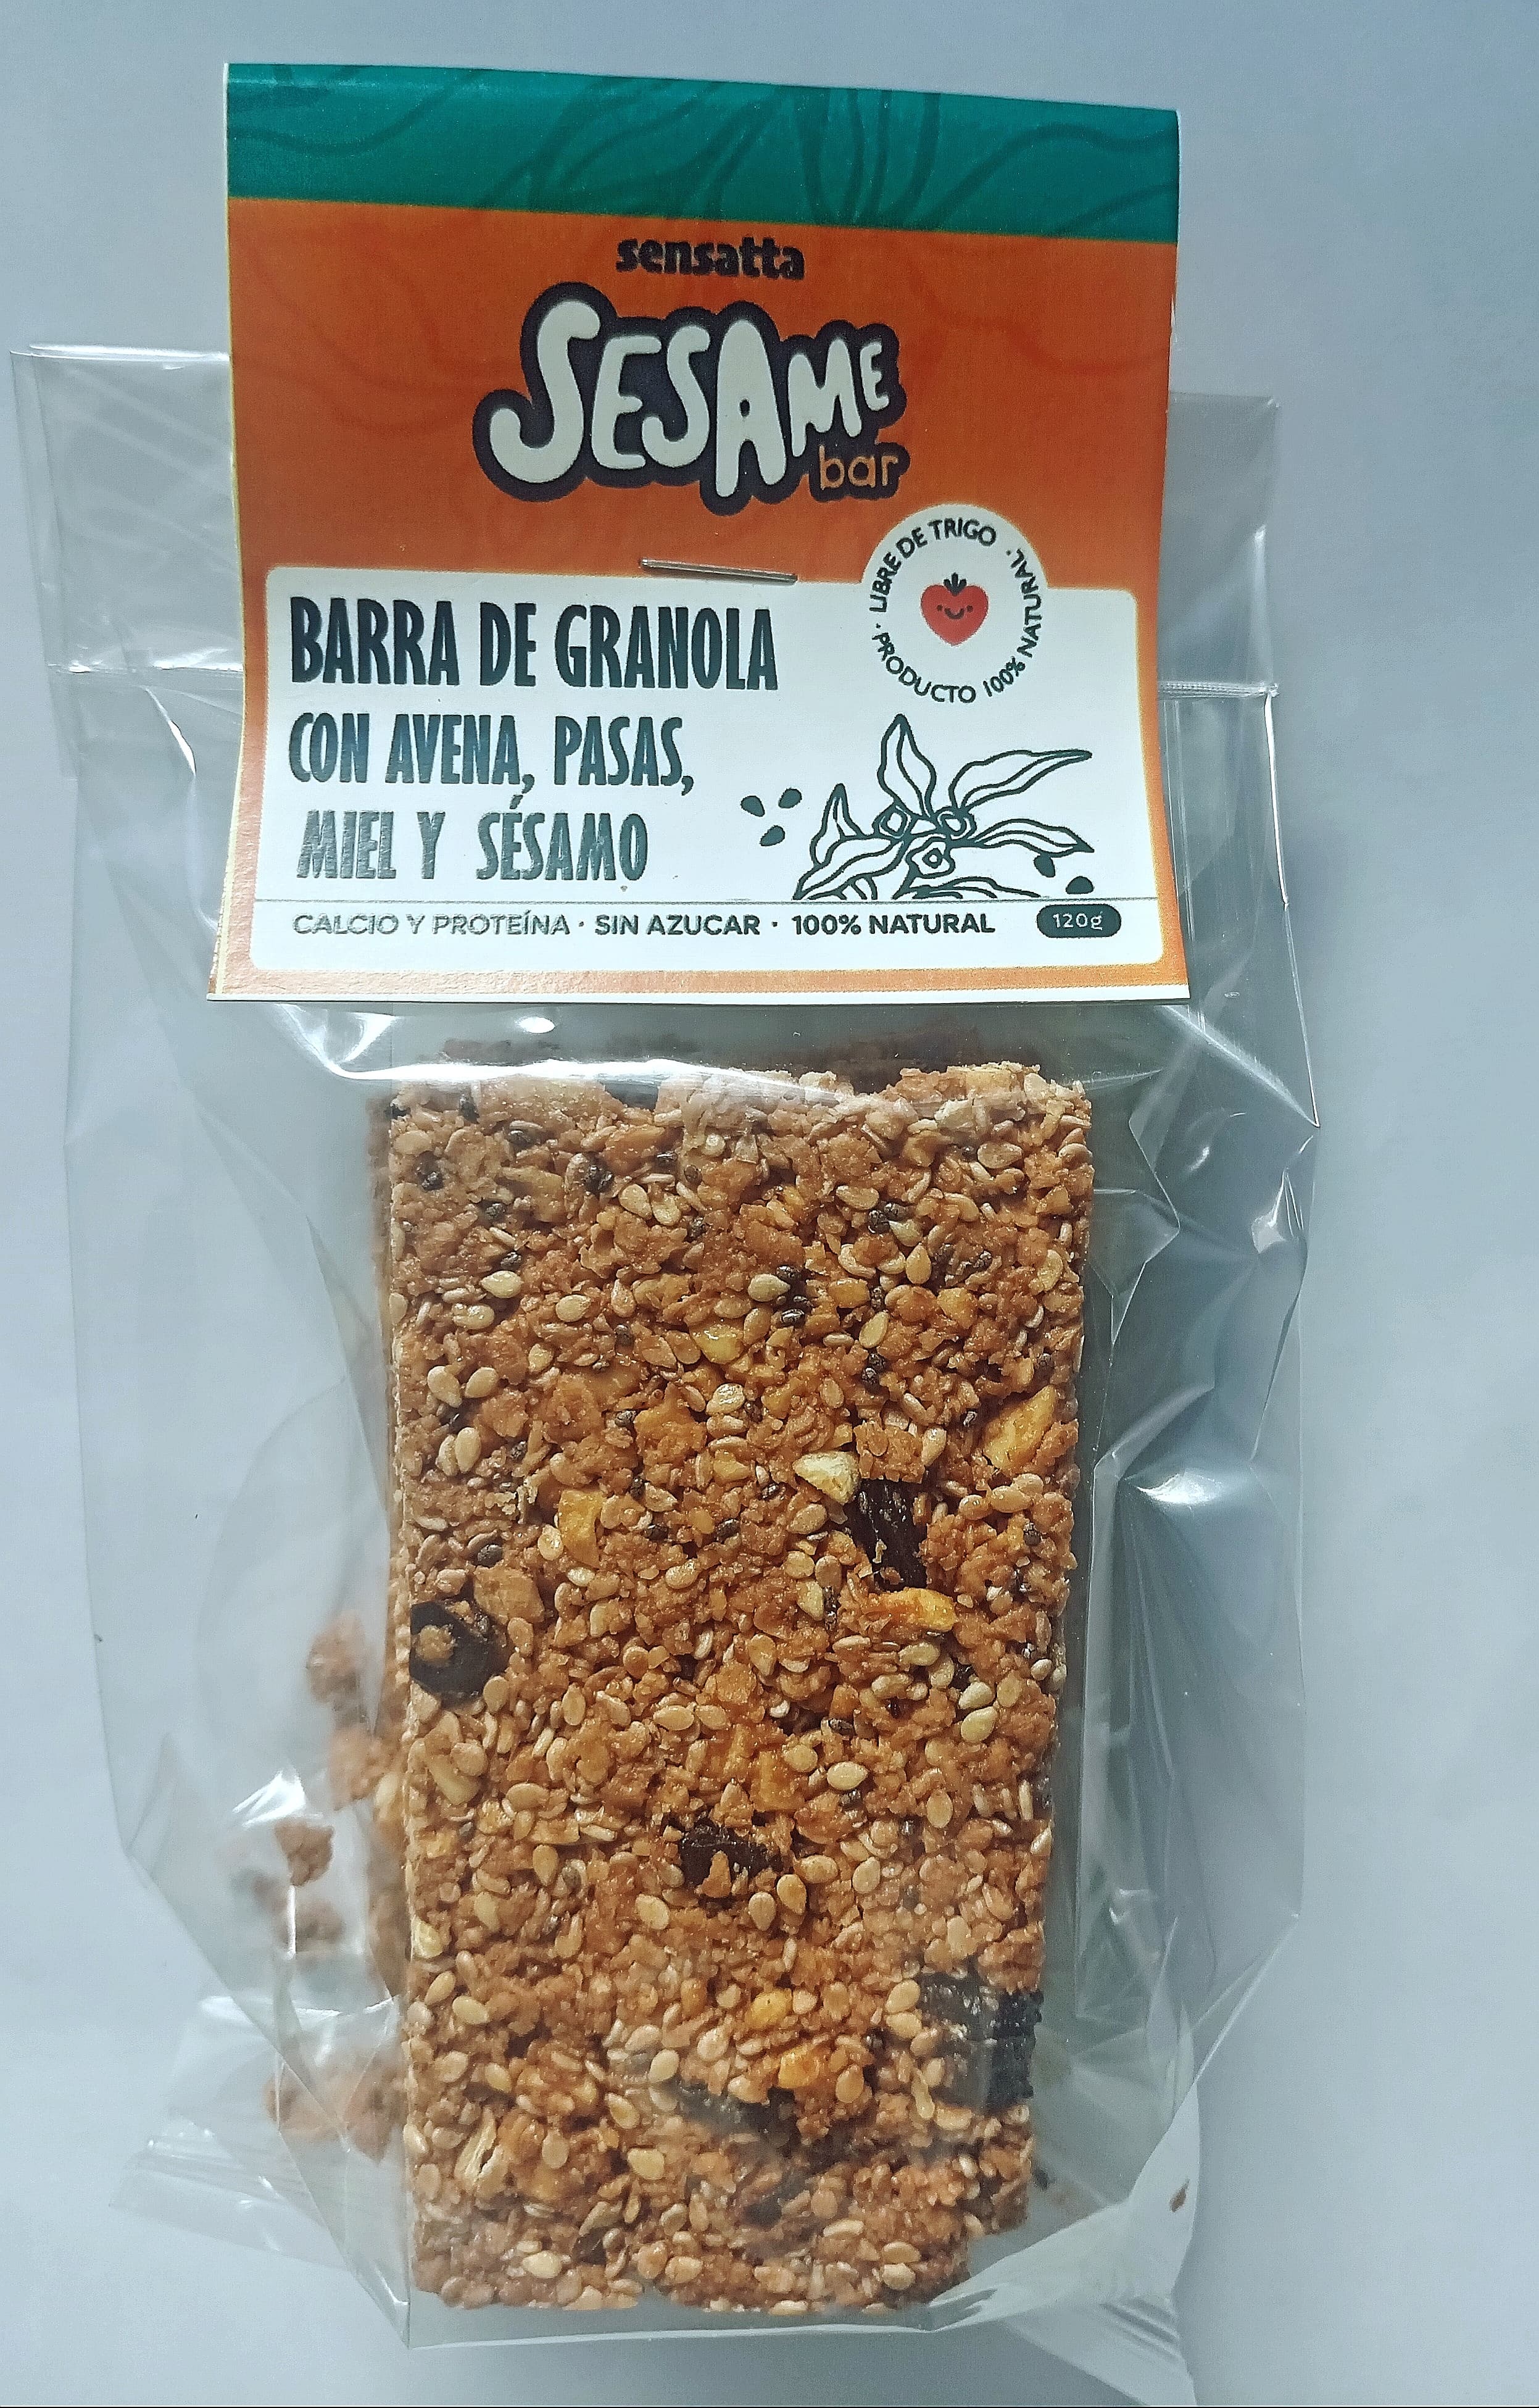 sensatta
SESAME
bar
LIBRE DE TRIGO · PRODUCTO 100% NATURAL ·
BARRA DE GRANOLA
CON AVENA, PASAS,
MIEL Y SÉSAMO
CALCIO Y PROTEÍNA · SIN AZUCAR · 100% NATURAL
120g